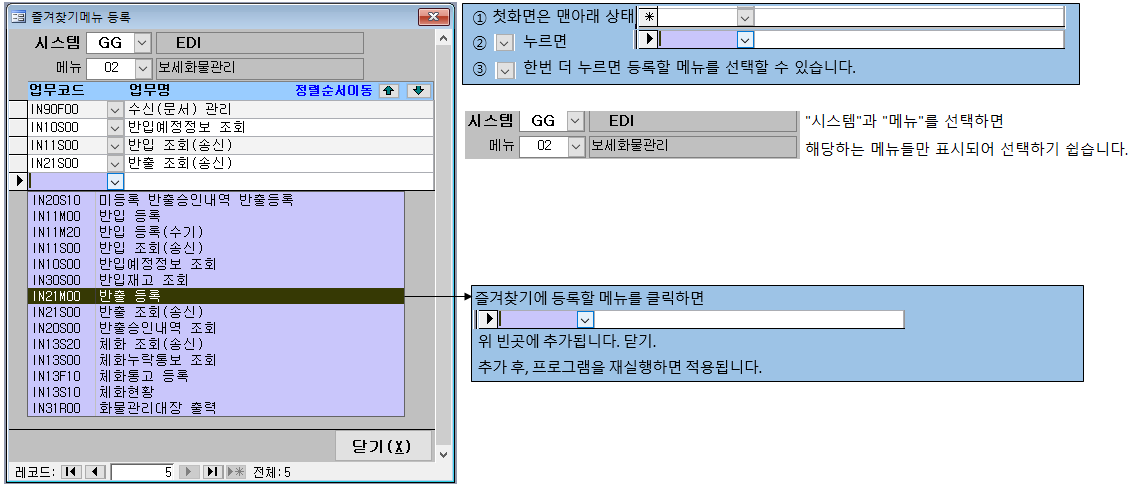 즐겨찾기메뉴 등록
시스템 GG EDI
메뉴 02 보세화물관리
업무코드 업무명 정렬순서이동
IN90F00 수신(문서) 관리
IN10S00 반입예정정보 조회
IN11S00 반입 조회(송신)
IN21S00 반출 조회(송신)
IN20S10 미등록 반출승인내역 반출등록
IN11M00 반입 등록
IN11M20 반입 등록(수기)
IN11S00 반입 조회(송신)
IN10S00 반입예정정보 조회
IN30S00 반입재고 조회
IN21M00 반출 등록
IN21S00 반출 조회(송신)
IN20S00 반출승인내역 조회
IN13S20 체화 조회(송신)
IN13S00 체화누락통보 조회
IN13F10 체화통고 등록
IN13S10 체화현황
IN31R00 화물관리대장 출력
닫기(X)
레코드: 5 전체:5
① 첫화면은 맨아래 상태
② 누르면
③ 한번 더 누르면 등록할 메뉴를 선택할 수 있습니다.
시스템 GG EDI
메뉴 02 보세화물관리
"시스템"과 "메뉴"를 선택하면
해당하는 메뉴들만 표시되어 선택하기 쉽습니다.
즐겨찾기에 등록할 메뉴를 클릭하면
위 빈곳에 추가됩니다. 닫기.
추가 후, 프로그램을 재실행하면 적용됩니다.